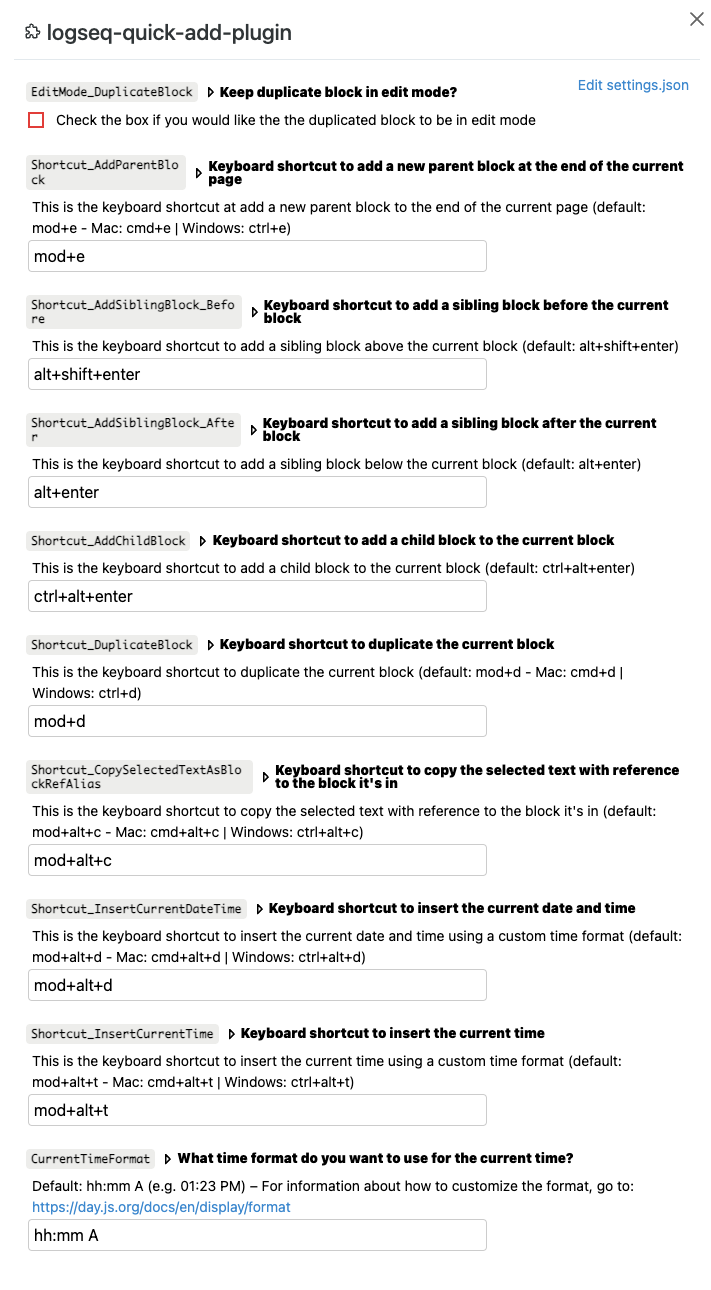 logseq-quick-add-plugin
Edit settings.json
EditMode_DuplicateBlock Keep duplicate block in edit mode?
Check the box if you would like the the duplicated block to be in edit mode
Shortcut_AddParentBlo
ck
Keyboard shortcut to add a new parent block at the end of the current
page
This is the keyboard shortcut at add a new parent block to the end of the current page (default:
mod+e - Mac: cmd+e | Windows: ctrl+e)
mod+e
Shortcut_AddSiblingBlock_Befo
re
Keyboard shortcut to add a sibling block before the current
block
This is the keyboard shortcut to add a sibling block above the current block (default: alt+shift+enter)
alt+shift+enter
Shortcut_AddSiblingBlock_Afte
r
Keyboard shortcut to add a sibling block after the current
block
This is the keyboard shortcut to add a sibling block below the current block (default: alt+enter)
alt+enter
Shortcut_AddChildBlock Keyboard shortcut to add a child block to the current block
This is the keyboard shortcut to add a child block to the current block (default: ctrl+alt+enter)
ctrl+alt+enter
Shortcut_DuplicateBlock Keyboard shortcut to duplicate the current block
This is the keyboard shortcut to duplicate the current block (default: mod+d - Mac: cmd+d |
Windows: ctrl+d)
mod+d
Shortcut_CopySelectedTextAsBlo
ckRefAlias
Keyboard shortcut to copy the selected text with reference
to the block it's in
This is the keyboard shortcut to copy the selected text with reference to the block it's in (default:
mod+alt+c - Mac: cmd+alt+c | Windows: ctrl+alt+c)
mod+alt+c
Shortcut_InsertCurrentDateTime Keyboard shortcut to insert the current date and time
This is the keyboard shortcut to insert the current date and time using a custom time format (default:
mod+alt+d - Mac: cmd+alt+d | Windows: ctrl+alt+d)
mod+alt+d
Shortcut_InsertCurrentTime Keyboard shortcut to insert the current time
This is the keyboard shortcut to insert the current time using a custom time format (default:
mod+alt+t - Mac: cmd+alt+t | Windows: ctrl+alt+t)
mod+alt+t
CurrentTimeFormat What time format do you want to use for the current time?
Default: hh:mm A (e.g. 01:23 PM) – For information about how to customize the format, go to:
https://day.js.org/docs/en/display/format
hh:mm A